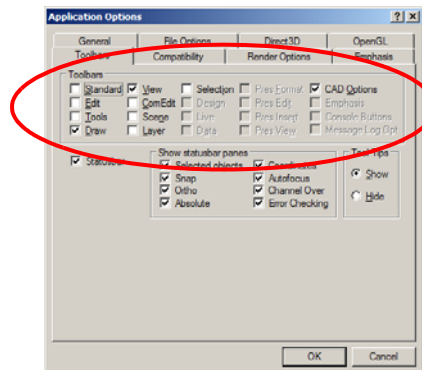 Application Options
General File Options Direct3D OpenGL
Toolbars Compatibility Render Options Emphasis
Toolbars
Standard View Selection Pres Format CAD Options
Edit ComEdit Design Pres Edit Emphasis
Tools Scene Live Pres Insert Console Buttons
Draw Layer Data Pres View Message Log Opt
Statusbar
Show statusbar panes
Selected objects Coordinates
Snap Autofocus
Ortho Channel Over
Absolute Error Checking
Tool Tips
Show
Hide
OK Cancel